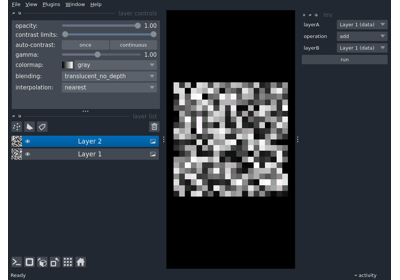 File View Plugins Window Help
layer controls
opacity: 1.00
contrast limits:
auto-contrast: once continuous
gamma: 1.00
colormap: gray
blending: translucent_no_depth
interpolation: nearest
layer list
Layer 2
Layer 1
layerA Layer 1 (data)
operation add
layerB Layer 1 (data)
run
Ready
activity